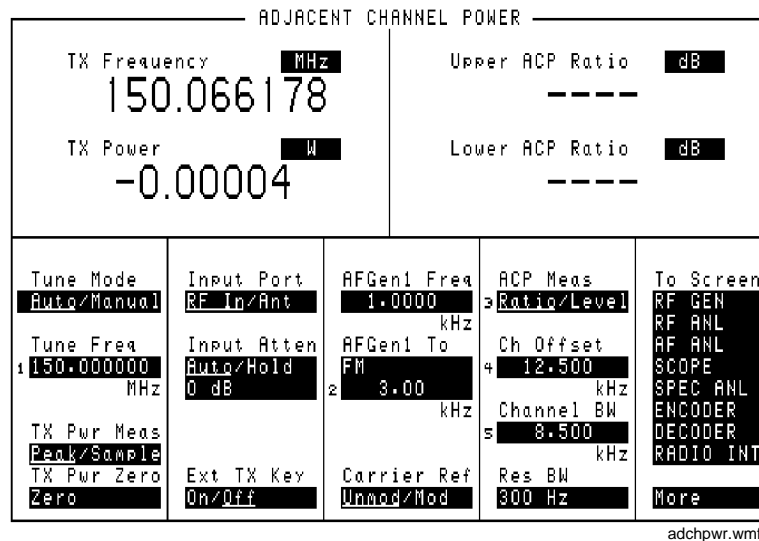 ADJACENT CHANNEL POWER
TX Frequency MHz
150.066178
TX Power W
-0.00004
Upper ACP Ratio dB
----
Lower ACP Ratio dB
----
Tune Mode
Auto/Manual
Tune Freq
1 150.000000
MHz
TX Pwr Meas
Peak/Sample
TX Pwr Zero
Zero
Input Port
RF In/Ant
Input Atten
Auto/Hold
0 dB
Ext TX Key
On/Off
AFGen1 Freq
1.0000
kHz
AFGen1 To
FM
2 3.00
kHz
Carrier Ref
Unmod/Mod
ACP Meas
3 Ratio/Level
Ch Offset
4 12.500
kHz
Channel BW
5 8.500
kHz
Res BW
300 Hz
To Screen
RF GEN
RF ANL
AF ANL
SCOPE
SPEC ANL
ENCODER
DECODER
RADIO INT
More
adchpwr.wmf